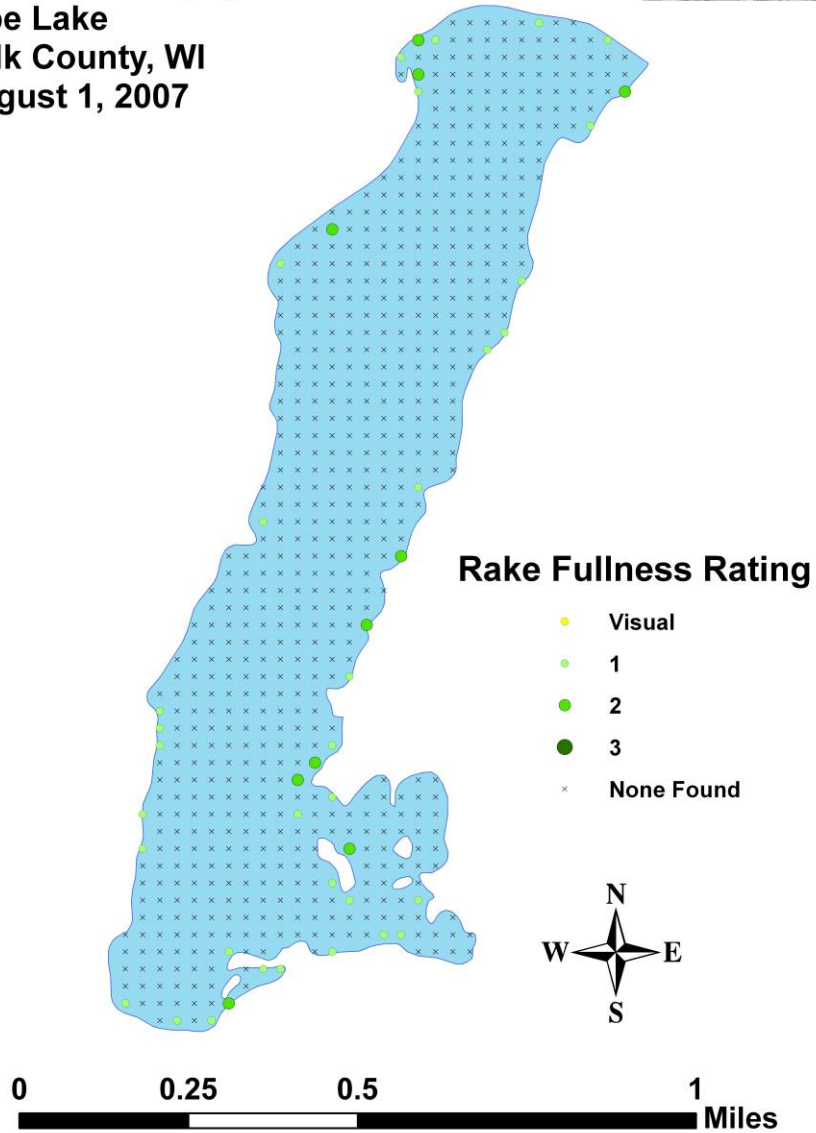 Lake
County, WI
1, 2007
Rake Fullness Rating
Visual
1
2
3
None Found
N
W E
S
0 0.25 0.5 1
Miles